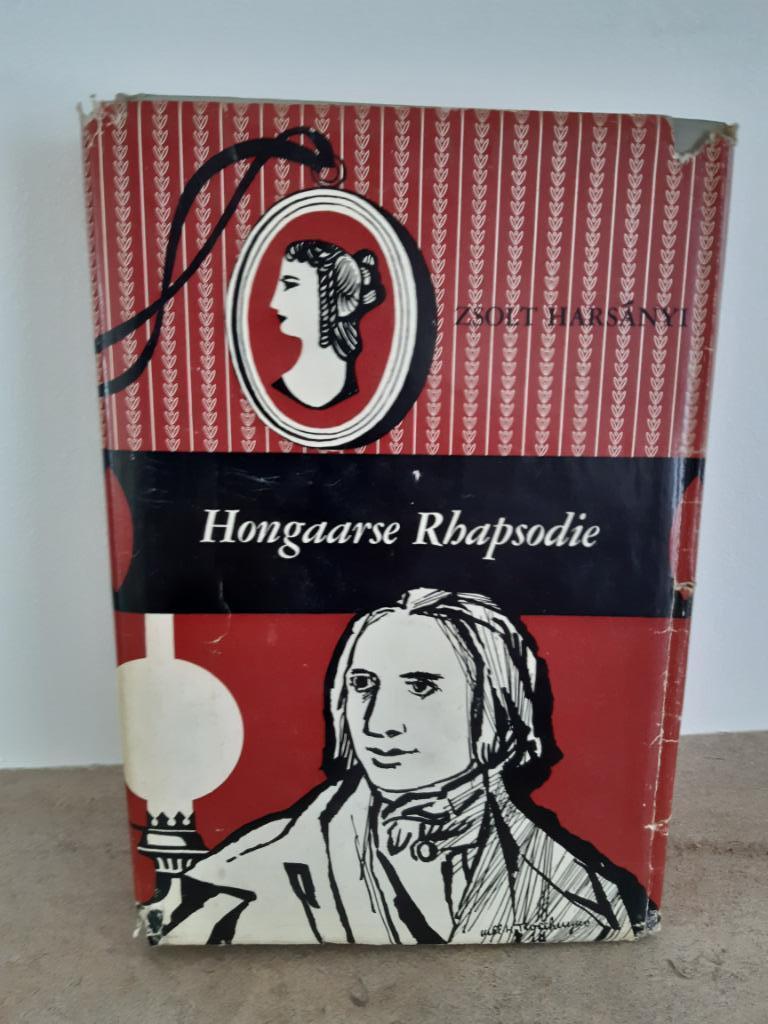 ZSOLT HARSÁNYI
Hongaarse Rhapsodie